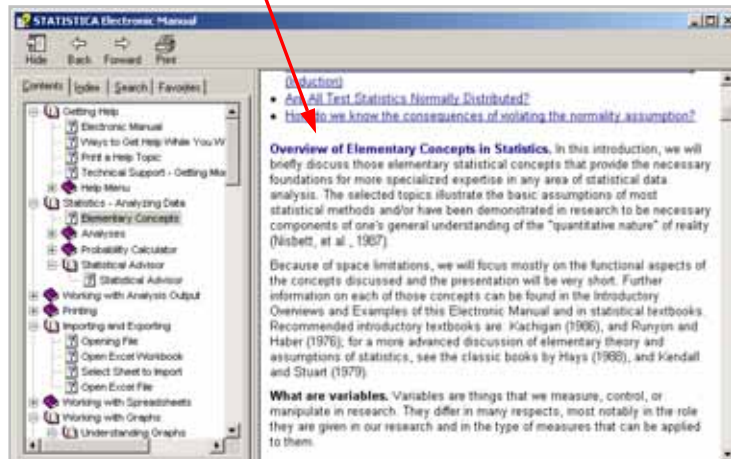 STATISTICA Electronic Manual
Hide Back Forward Print
Contents Index Search Favorites
Getting Help
Electronic Manual
Ways to Get Help While You W
Print a Help Topic
Technical Support - Getting Mor
Help Menu
Statistics - Analyzing Data
Elementary Concepts
Analyses
Probability Calculator
Statistical Advisor
Statistical Advisor
Working with Analysis Output
Printing
Importing and Exporting
Opening File
Open Excel Workbook
Select Sheet to Import
Open Excel File
Working with Spreadsheets
Working with Graphs
Understanding Graphs
• Are All Test Statistics Normally Distributed?
• How do we know the consequences of violating the normality assumption?
Overview of Elementary Concepts in Statistics. In this introduction, we will
briefly discuss those elementary statistical concepts that provide the necessary
foundations for more specialized expertise in any area of statistical data
analysis. The selected topics illustrate the basic assumptions of most
statistical methods and/or have been demonstrated in research to be necessary
components of one's general understanding of the "quantitative nature" of reality
(Nisbett, et al., 1987).
Because of space limitations, we will focus mostly on the functional aspects of
the concepts discussed and the presentation will be very short. Further
information on each of those concepts can be found in the Introductory
Overviews and Examples of this Electronic Manual and in statistical textbooks.
Recommended introductory textbooks are: Kachigan (1986), and Runyon and
Haber (1976); for a more advanced discussion of elementary theory and
assumptions of statistics, see the classic books by Hays (1988), and Kendall
and Stuart (1979).
What are variables. Variables are things that we measure, control, or
manipulate in research. They differ in many respects, most notably in the role
they are given in our research and in the type of measures that can be applied
to them.